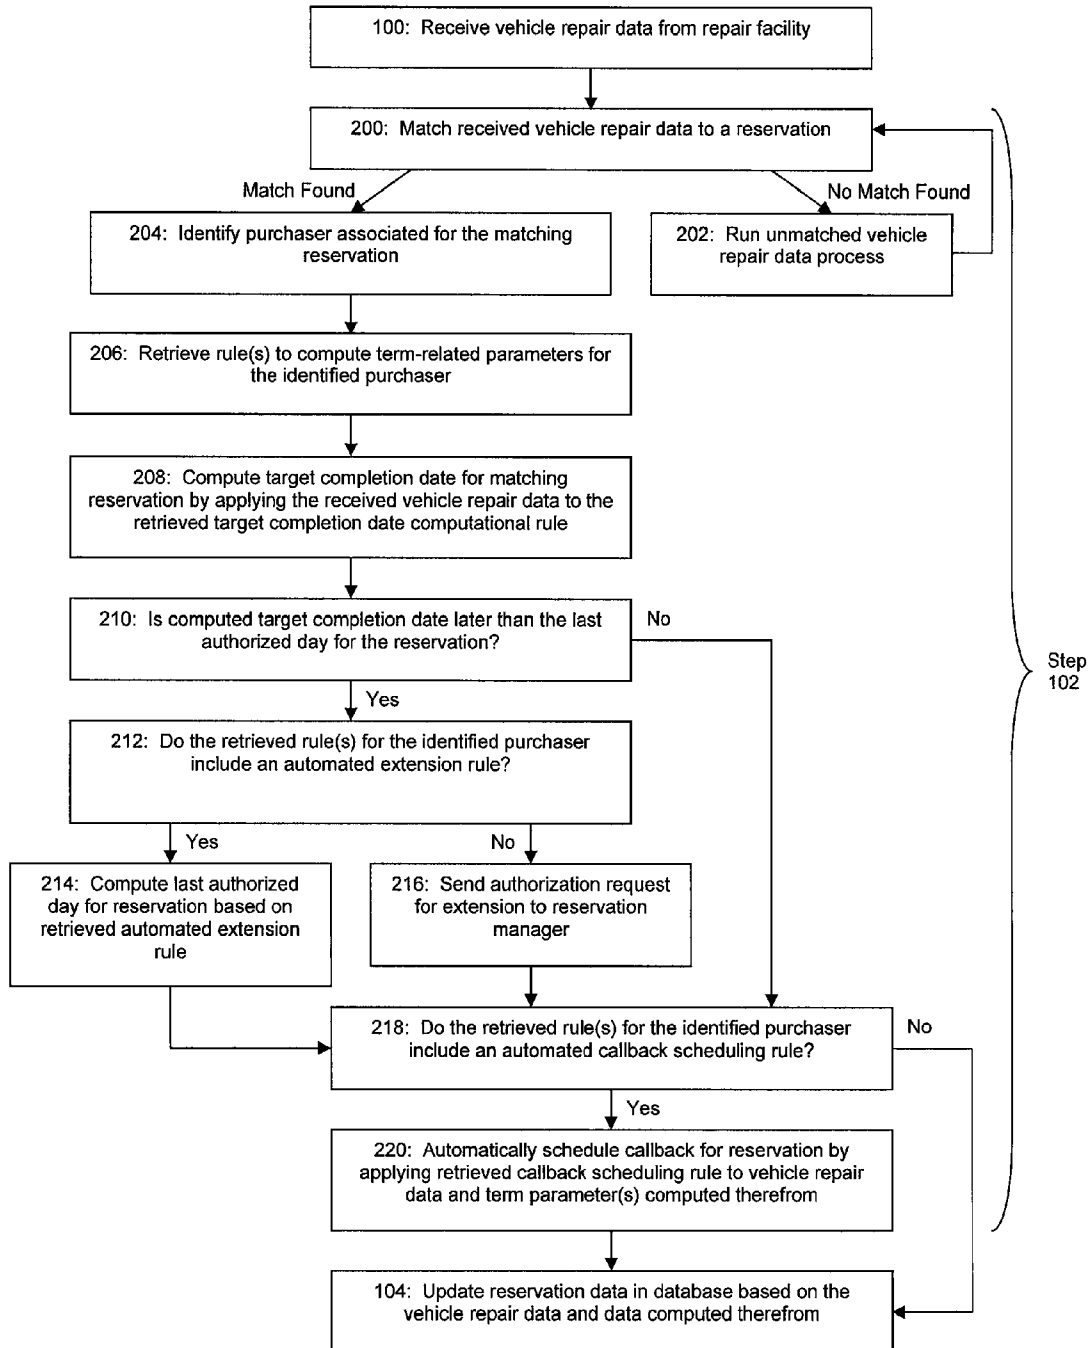 100: Receive vehicle repair data from repair facility
200: Match received vehicle repair data to a reservation
Match Found
No Match Found
204: Identify purchaser associated for the matching
reservation
202: Run unmatched vehicle
repair data process
206: Retrieve rule(s) to compute term-related parameters for
the identified purchaser
208: Compute target completion date for matching
reservation by applying the received vehicle repair data to the
retrieved target completion date computational rule
210: Is computed target completion date later than the last
authorized day for the reservation?
No
Yes
Step
102
212: Do the retrieved rule(s) for the identified purchaser
include an automated extension rule?
Yes
No
214: Compute last authorized
day for reservation based on
retrieved automated extension
rule
216: Send authorization request
for extension to reservation
manager
218: Do the retrieved rule(s) for the identified purchaser
include an automated callback scheduling rule?
No
Yes
220: Automatically schedule callback for reservation by
applying retrieved callback scheduling rule to vehicle repair
data and term parameter(s) computed therefrom
104: Update reservation data in database based on the
vehicle repair data and data computed therefrom